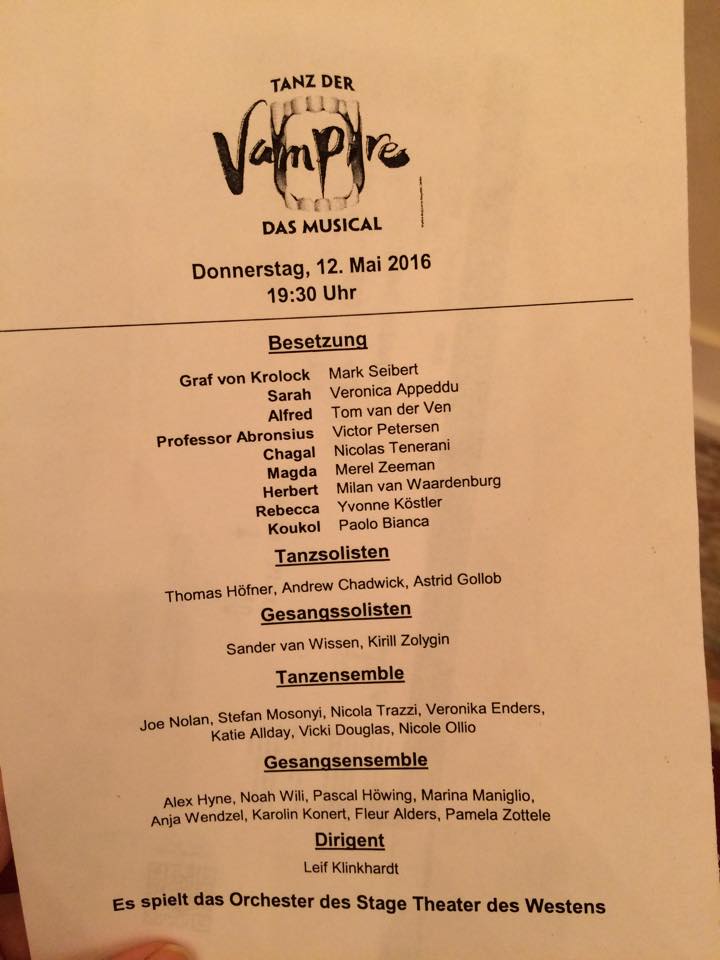 TANZ DER
Vampire
DAS MUSICAL
Donnerstag, 12. Mai 2016
19:30 Uhr
Besetzung
Graf von Krolock Mark Seibert
Sarah Veronica Appeddu
Alfred Tom van der Ven
Professor Abronsius Victor Petersen
Chagal Nicolas Tenerani
Magda Merel Zeeman
Herbert Milan van Waardenburg
Rebecca Yvonne Köstler
Koukol Paolo Bianca
Tanzsolisten
Thomas Höfner, Andrew Chadwick, Astrid Gollob
Gesangssolisten
Sander van Wissen, Kirill Zolygin
Tanzensemble
Joe Nolan, Stefan Mosonyi, Nicola Trazzi, Veronika Enders,
Katie Allday, Vicki Douglas, Nicole Ollio
Gesangsensemble
Alex Hyne, Noah Wili, Pascal Höwing, Marina Maniglio,
Anja Wendzel, Karolin Konert, Fleur Alders, Pamela Zottele
Dirigent
Leif Klinkhardt
Es spielt das Orchester des Stage Theater des Westens